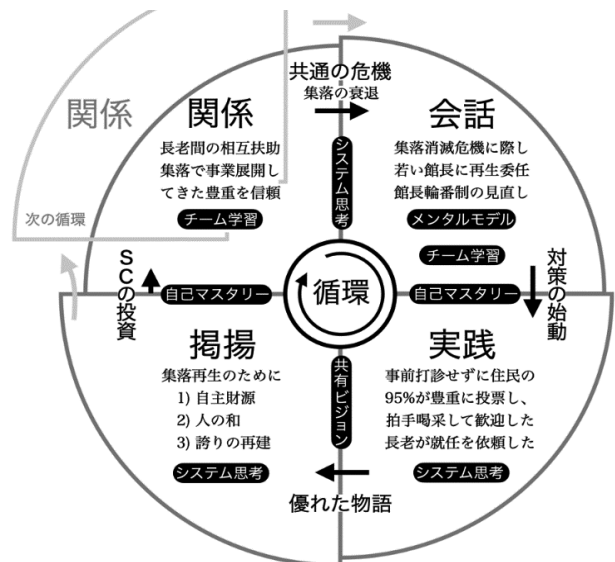 共通の危機
集落の衰退
関係
関係
長老間の相互扶助
集落で事業展開し
てきた豊重を信頼
チーム学習
次の循環
システム思考
会話
集落消滅危機に際し
若い館長に再生委任
館長輪番制の見直し
メンタルモデル
チーム学習
対策の始動
SCの投資
自己マスタリー
循環
自己マスタリー
掲揚
集落再生のために
1) 自主財源
2) 人の和
3) 誇りの再建
システム思考
共有ビジョン
実践
事前打診せずに住民の
95%が豊重に投票し、
拍手喝采して歓迎した
長老が就任を依頼した
システム思考
優れた物語